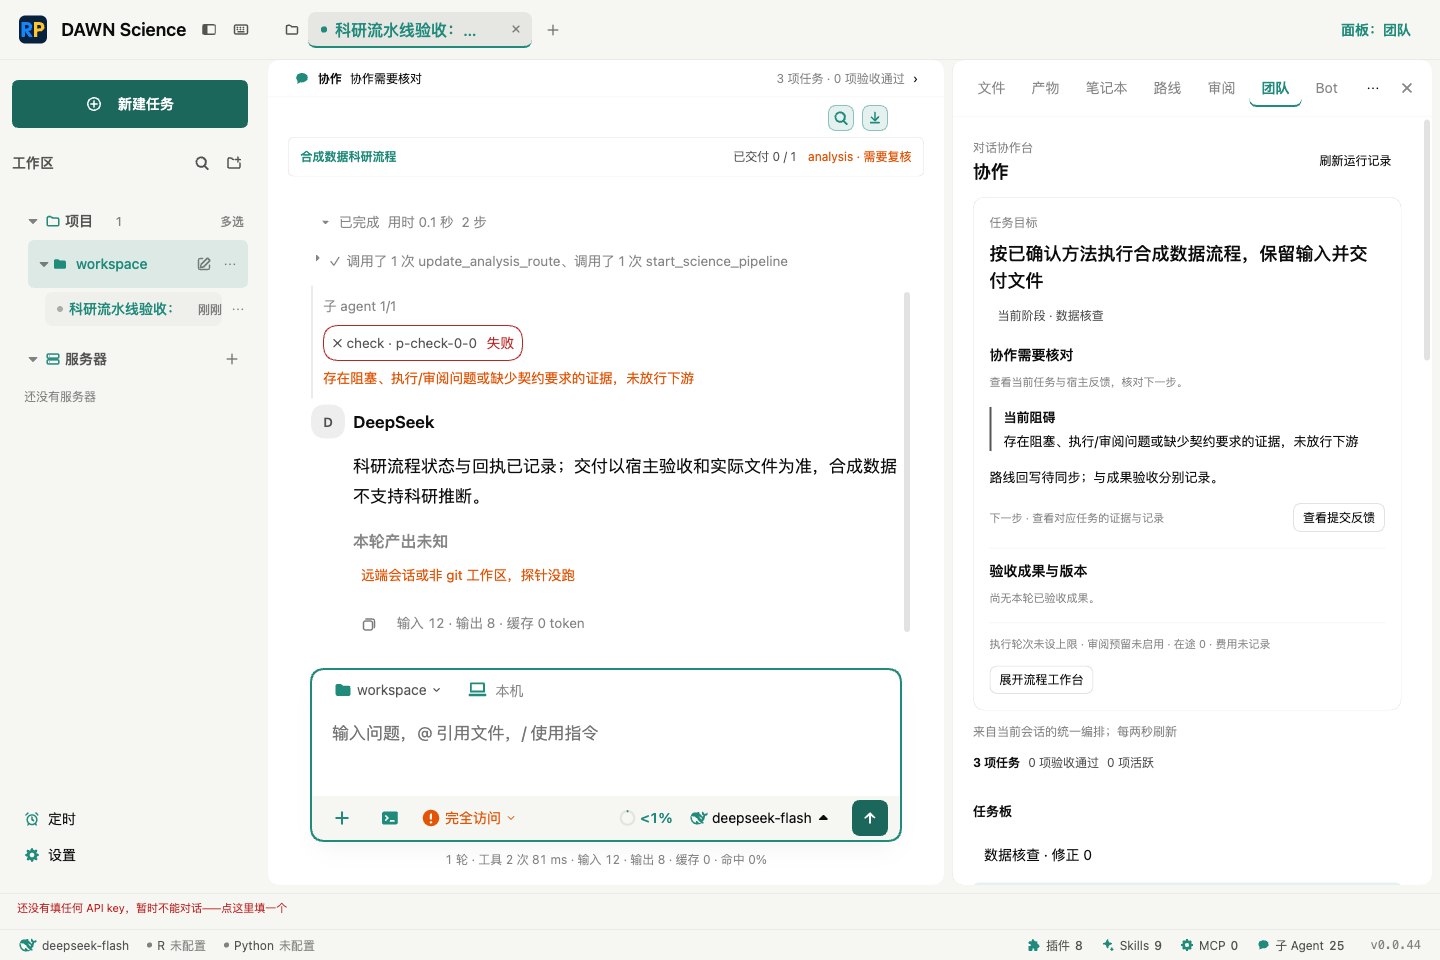 RP DAWN Science
科研流水线验收：...
面板：团队
新建任务
工作区
项目 1 多选
workspace
科研流水线验收： 刚刚
服务器
还没有服务器
定时
设置
协作 协作需要核对
3 项任务 · 0 项验收通过
合成数据科研流程
已交付 0 / 1 analysis · 需要复核
已完成 用时 0.1 秒 2 步
调用了 1 次 update_analysis_route、调用了 1 次 start_science_pipeline
子 agent 1/1
check · p-check-0-0 失败
存在阻塞、执行/审阅问题或缺少契约要求的证据，未放行下游
D DeepSeek
科研流程状态与回执已记录；交付以宿主验收和实际文件为准，合成数据
不支持科研推断。
本轮产出未知
远端会话或非 git 工作区，探针没跑
输入 12 · 输出 8 · 缓存 0 token
workspace 本机
输入问题，@ 引用文件，/ 使用指令
完全访问 <1% deepseek-flash
1 轮 · 工具 2 次 81 ms · 输入 12 · 输出 8 · 缓存 0 · 命中 0%
文件 产物 笔记本 路线 审阅 团队 Bot ...
对话协作台
协作
刷新运行记录
任务目标
按已确认方法执行合成数据流程，保留输入并交
付文件
当前阶段 · 数据核查
协作需要核对
查看当前任务与宿主反馈，核对下一步。
当前阻碍
存在阻塞、执行/审阅问题或缺少契约要求的证据，未放行下游
路线回写待同步；与成果验收分别记录。
下一步 · 查看对应任务的证据与记录
查看提交反馈
验收成果与版本
尚无本轮已验收成果。
执行轮次未设上限 · 审阅预留未启用 · 在途 0 · 费用未记录
展开流程工作台
来自当前会话的统一编排；每两秒刷新
3 项任务 0 项验收通过 0 项活跃
任务板
数据核查 · 修正 0
还没有填任何 API key，暂时不能对话——点这里填一个
deepseek-flash R 未配置 Python 未配置
插件 8 Skills 9 MCP 0 子 Agent 25 v0.0.44